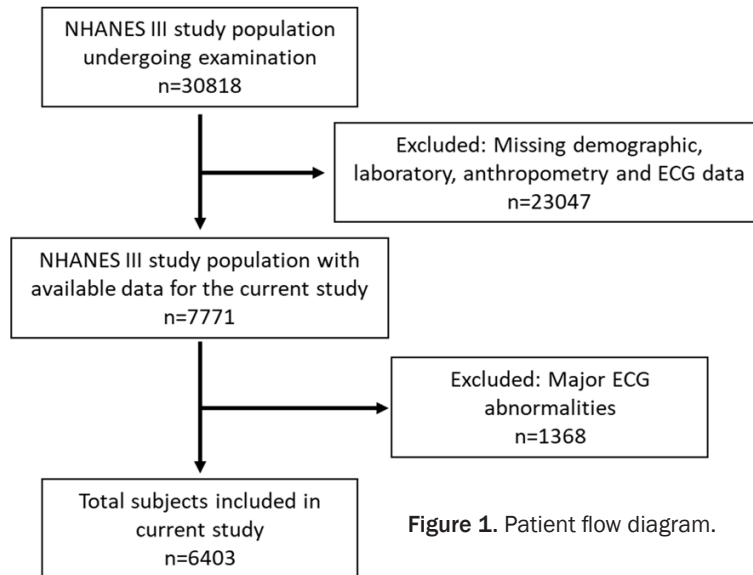 NHANES III study population
undergoing examination
n=30818
Excluded: Missing demographic,
laboratory, anthropometry and ECG data
n=23047
NHANES III study population with
available data for the current study
n=7771
Excluded: Major ECG
abnormalities
n=1368
Total subjects included in
current study
n=6403
Figure 1. Patient flow diagram.